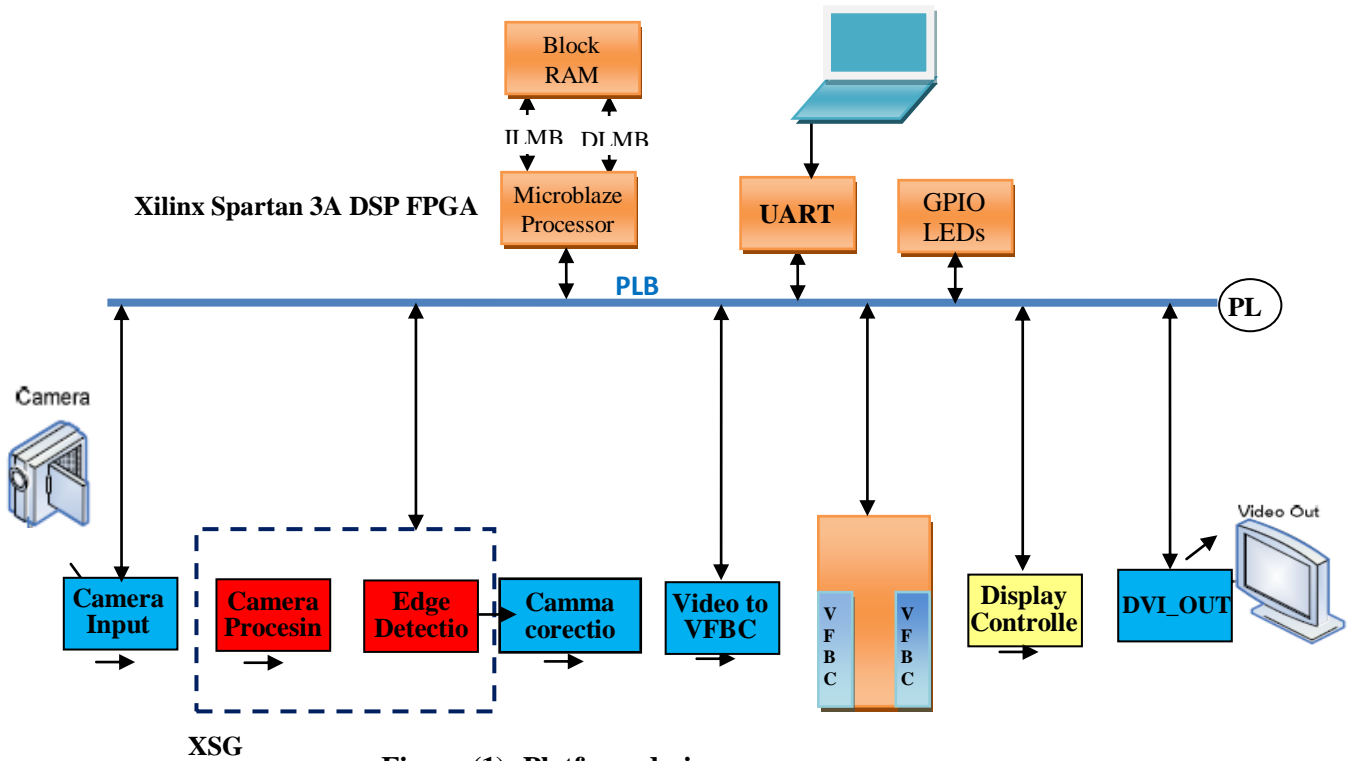 Block
RAM
ILMB DLMB
Microblaze
Processor
Xilinx Spartan 3A DSP FPGA
UART
GPIO
LEDs
PLB
PL
Camera
Video Out
Camera
Input
Camera
Procesin
Edge
Detectio
Camma
corectio
Video to
VFBC
V
F
B
C
V
F
B
C
Display
Controlle
DVI_OUT
XSG